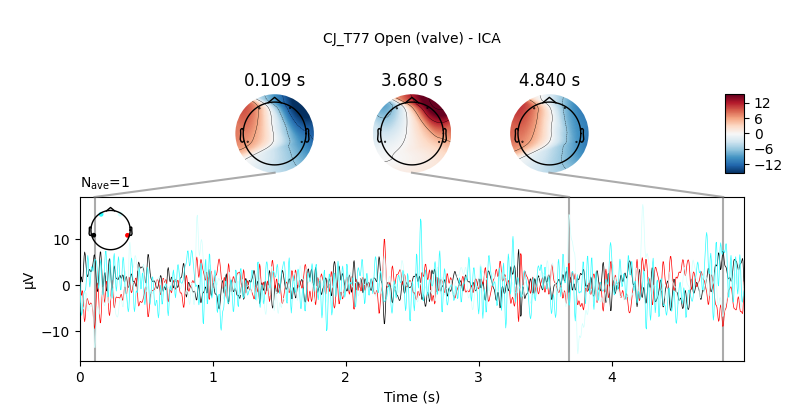 CJ_T77 Open (valve) - ICA
0.109 s
3.680 s
4.840 s
12
6
0
−6
−12
Nave=1
10
0
−10
µV
0
1
2
3
4
Time (s)